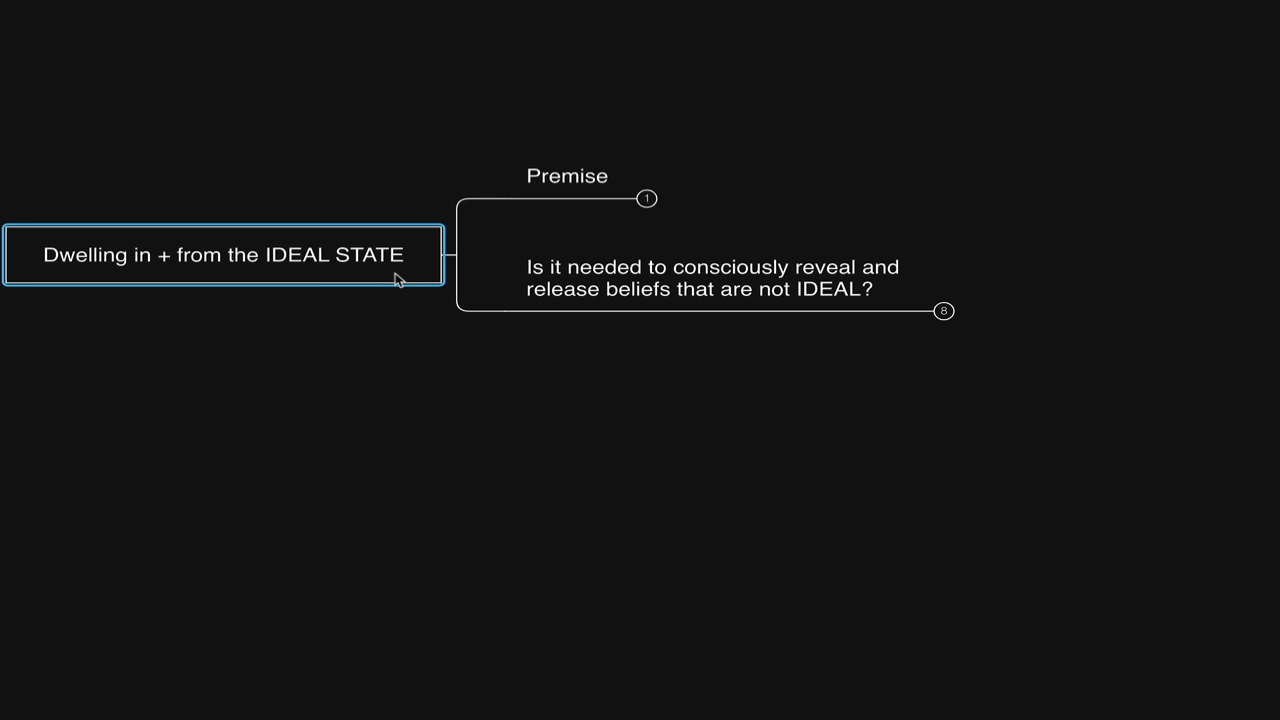 Premise
1
Dwelling in + from the IDEAL STATE
Is it needed to consciously reveal and
release beliefs that are not IDEAL?
8